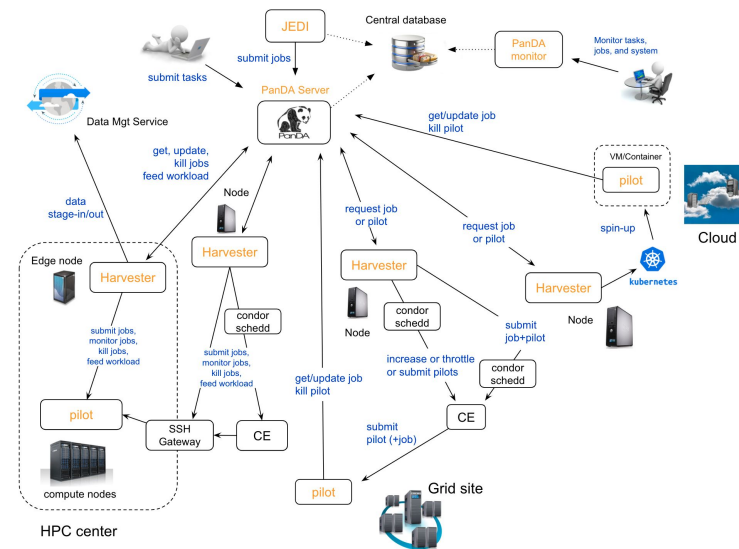 JEDI
Central database
submit jobs
PanDA
monitor
Monitor tasks,
jobs, and system
submit tasks
PanDA Server
PanDA
Data Mgt Service
get/update job
kill pilot
get, update,
kill jobs
feed workload
VM/Container
pilot
Cloud
data
stage-in/out
Node
request job
or pilot
request job
or pilot
spin-up
kubernetes
Edge node
Harvester
Harvester
Harvester
Harvester
Node
Node
condor
schedd
condor
schedd
submit jobs,
monitor jobs,
kill jobs,
feed workload
submit jobs,
monitor jobs,
kill jobs,
feed workload
submit
job+pilot
increase or throttle
or submit pilots
condor
schedd
get/update job
kill pilot
pilot
SSH
Gateway
CE
CE
submit
pilot (+job)
compute nodes
pilot
Grid site
HPC center